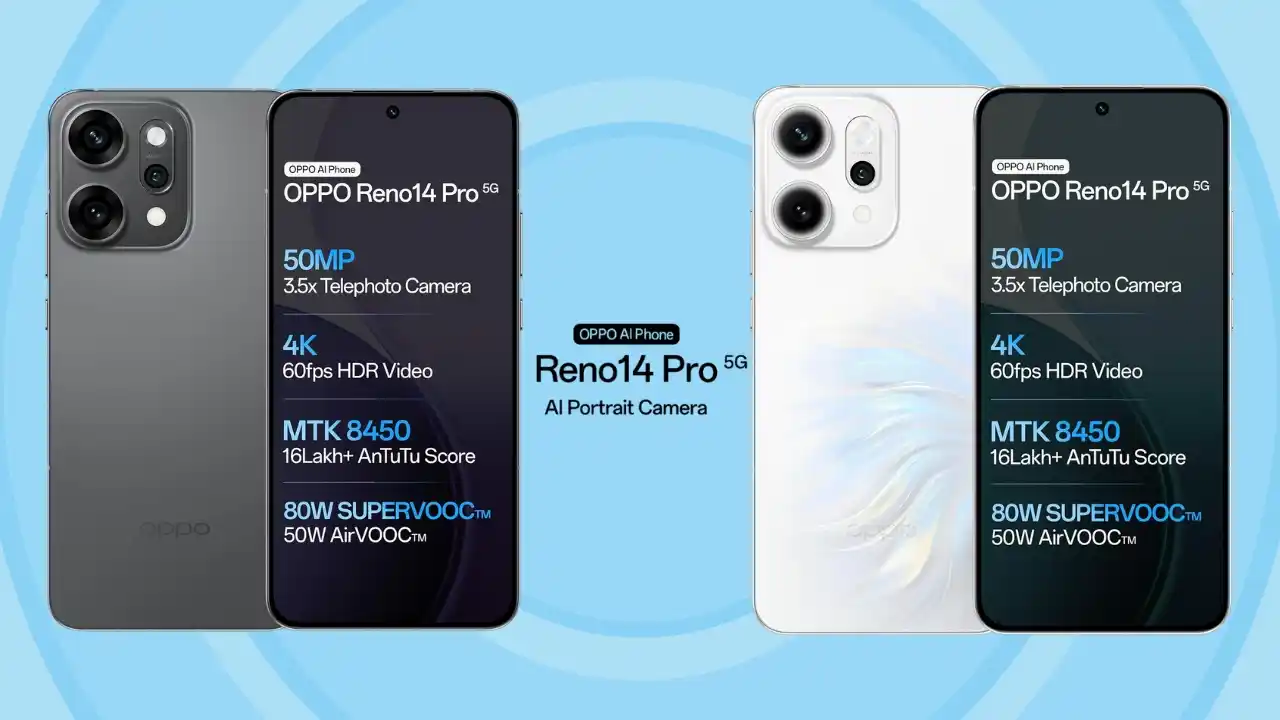 OPPO
OPPO AI Phone
OPPO Reno14 Pro 5G
50MP
3.5x Telephoto Camera
4K
60fps HDR Video
MTK 8450
16Lakh+ AnTuTu Score
80W SUPERVOOC™
50W AirVOOC™
OPPO AI Phone
Reno14 Pro 5G
AI Portrait Camera
OPPO
OPPO AI Phone
OPPO Reno14 Pro 5G
50MP
3.5x Telephoto Camera
4K
60fps HDR Video
MTK 8450
16Lakh+ AnTuTu Score
80W SUPERVOOC™
50W AirVOOC™